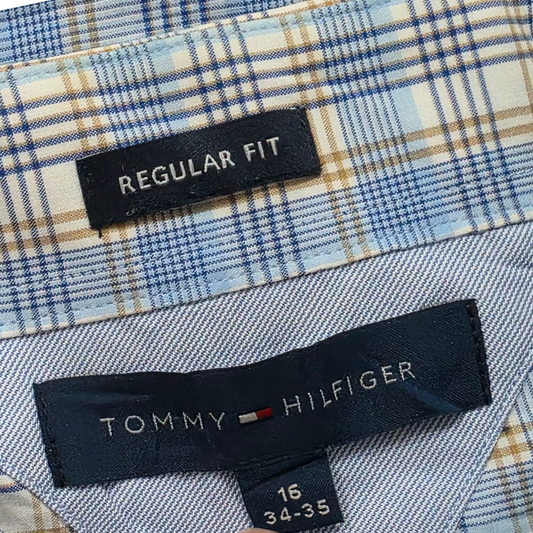 REGULAR FIT
TOMMY HILFIGER
16
34-35